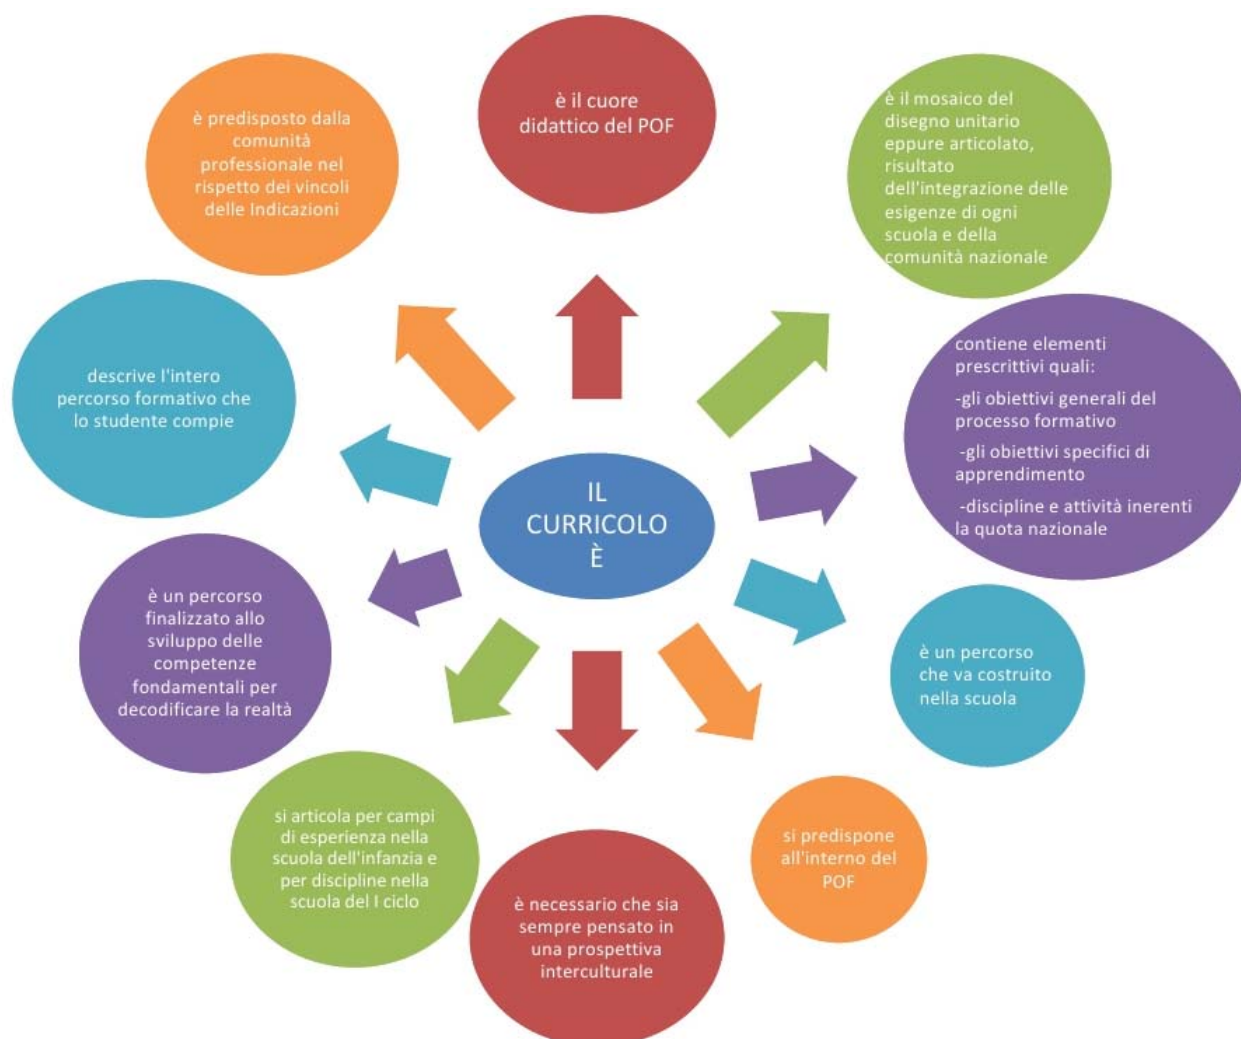 è il cuore
didattico del POF
è il mosaico del
disegno unitario
eppure articolato,
risultato
dell'integrazione delle
esigenze di ogni
scuola e della
comunità nazionale
contiene elementi
prescrittivi quali:
-gli obiettivi generali del
processo formativo
-gli obiettivi specifici di
apprendimento
-discipline e attività inerenti
la quota nazionale
è un percorso
che va costruito
nella scuola
si predispone
all'interno del
POF
è necessario che sia
sempre pensato in
una prospettiva
interculturale
si articola per campi
di esperienza nella
scuola dell'infanzia e
per discipline nella
scuola del I ciclo
è un percorso
finalizzato allo
sviluppo delle
competenze
fondamentali per
decodificare la realtà
descrive l'intero
percorso formativo che
lo studente compie
è predisposto dalla
comunità
professionale nel
rispetto dei vincoli
delle Indicazioni
IL
CURRICOLO
È